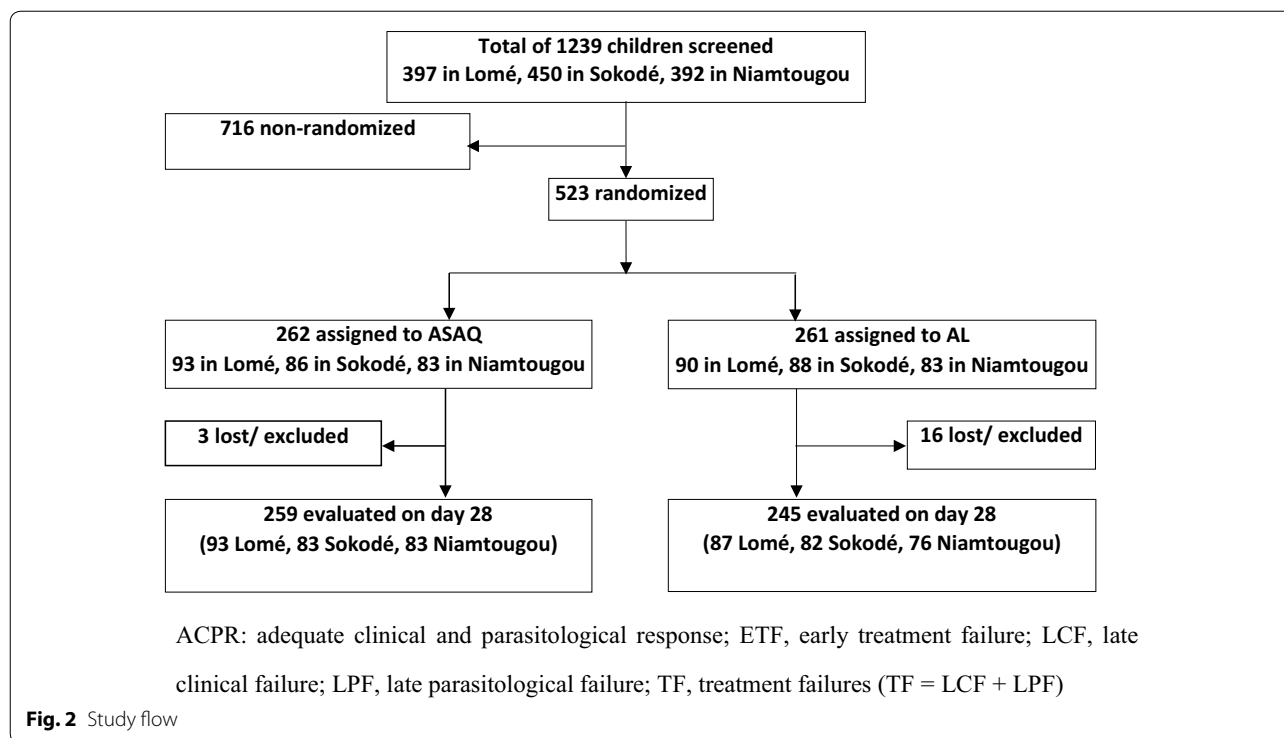 Total of 1239 children screened
397 in Lomé, 450 in Sokodé, 392 in Niamtougou
716 non-randomized
523 randomized
262 assigned to ASAQ
93 in Lomé, 86 in Sokodé, 83 in Niamtougou
261 assigned to AL
90 in Lomé, 88 in Sokodé, 83 in Niamtougou
3 lost/ excluded
16 lost/ excluded
259 evaluated on day 28
(93 Lomé, 83 Sokodé, 83 Niamtougou)
245 evaluated on day 28
(87 Lomé, 82 Sokodé, 76 Niamtougou)
ACPR: adequate clinical and parasitological response; ETF, early treatment failure; LCF, late
clinical failure; LPF, late parasitological failure; TF, treatment failures (TF = LCF + LPF)
Fig. 2 Study flow